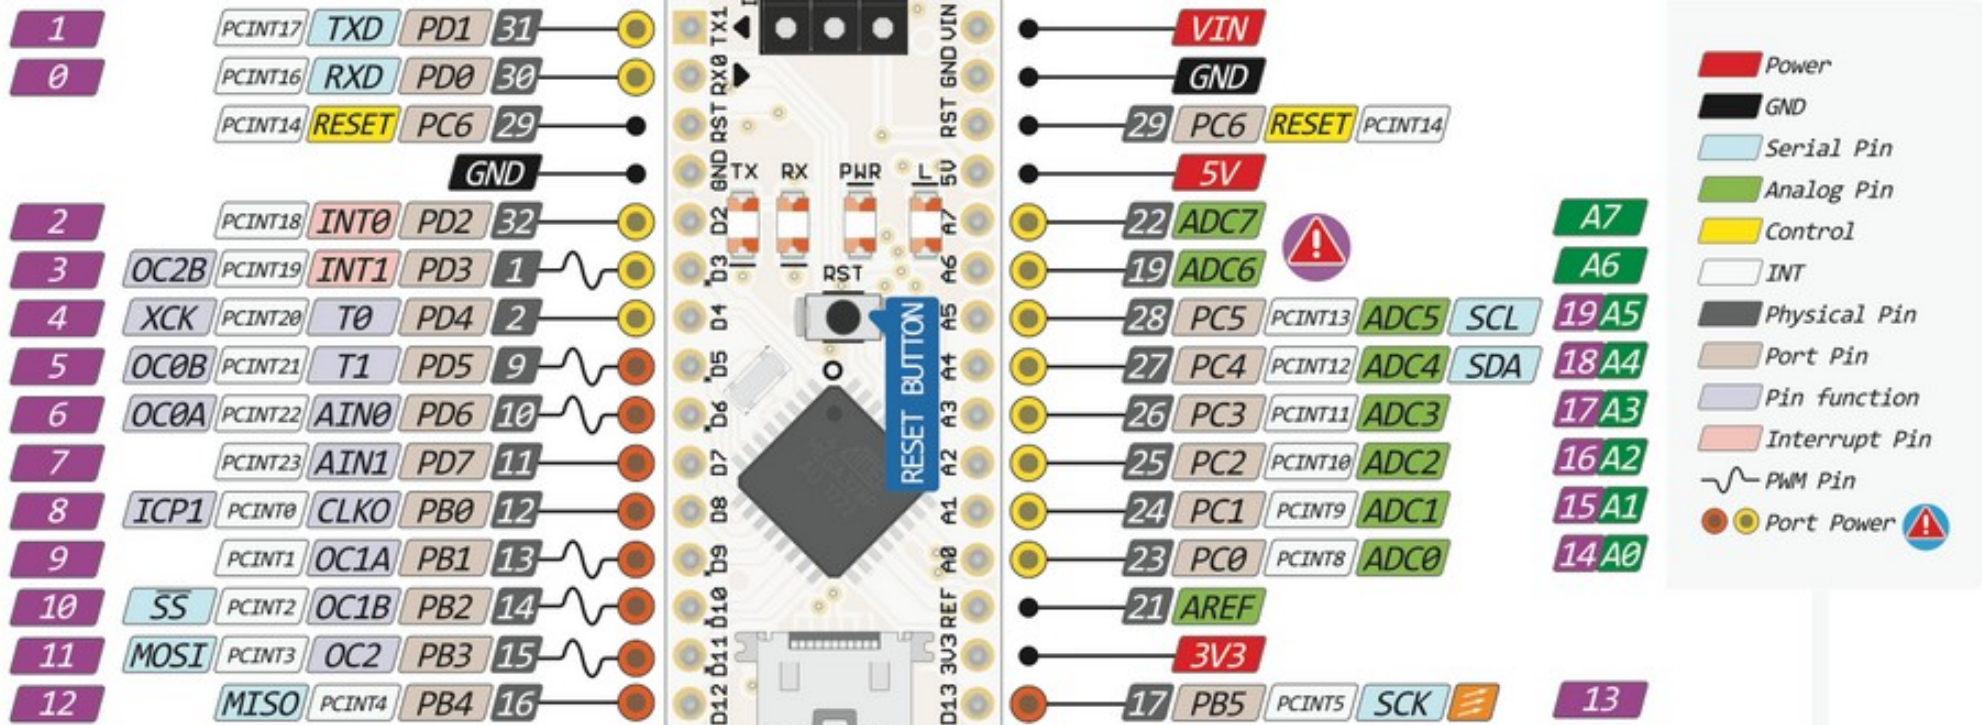 1 PCINT17 TXD PD1 31 TX1 VIN VIN
0 PCINT16 RXD PD0 30 RX0 GND GND
PCINT14 RESET PC6 29 RST RST 29 PC6 RESET PCINT14
GND GND 5V 5V
TX RX PWR L
2 PCINT18 INT0 PD2 32 D2 A7 22 ADC7 A7
3 OC2B PCINT19 INT1 PD3 1 D3 A6 19 ADC6 A6
RST
4 XCK PCINT20 T0 PD4 2 D4 A5 28 PC5 PCINT13 ADC5 SCL 19 A5
5 OC0B PCINT21 T1 PD5 9 D5 A4 27 PC4 PCINT12 ADC4 SDA 18 A4
RESET BUTTON
6 OC0A PCINT22 AIN0 PD6 10 D6 A3 26 PC3 PCINT11 ADC3 17 A3
7 PCINT23 AIN1 PD7 11 D7 A2 25 PC2 PCINT10 ADC2 16 A2
8 ICP1 PCINT0 CLKO PB0 12 D8 A1 24 PC1 PCINT9 ADC1 15 A1
9 PCINT1 OC1A PB1 13 D9 A0 23 PC0 PCINT8 ADC0 14 A0
10 SS PCINT2 OC1B PB2 14 D10 REF 21 AREF
11 MOSI PCINT3 OC2 PB3 15 D11 3V3 3V3
12 MISO PCINT4 PB4 16 D12 D13 17 PB5 PCINT5 SCK 13
Power
GND
Serial Pin
Analog Pin
Control
INT
Physical Pin
Port Pin
Pin function
Interrupt Pin
PWM Pin
Port Power